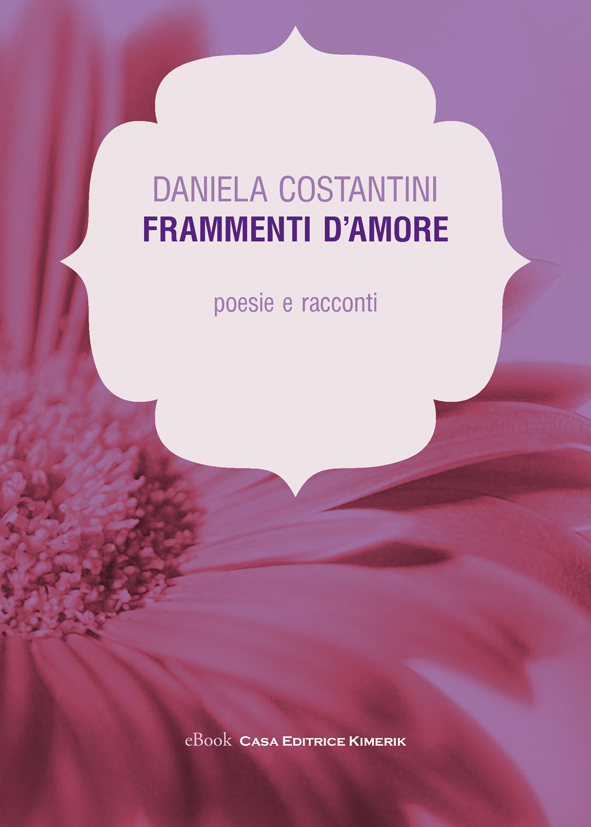 DANIELA COSTANTINI
FRAMMENTI D'AMORE
poesie e racconti
eBook CASA EDITRICE KIMERIK